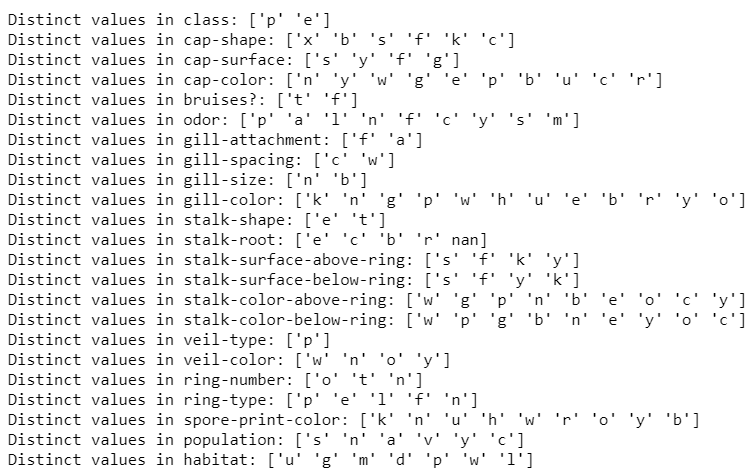 Distinct values in class: ['p' 'e']
Distinct values in cap-shape: ['x' 'b' 's' 'f' 'k' 'c']
Distinct values in cap-surface: ['s' 'y' 'f' 'g']
Distinct values in cap-color: ['n' 'y' 'w' 'g' 'e' 'p' 'b' 'u' 'c' 'r']
Distinct values in bruises?: ['t' 'f']
Distinct values in odor: ['p' 'a' 'l' 'n' 'f' 'c' 'y' 's' 'm']
Distinct values in gill-attachment: ['f' 'a']
Distinct values in gill-spacing: ['c' 'w']
Distinct values in gill-size: ['n' 'b']
Distinct values in gill-color: ['k' 'n' 'g' 'p' 'w' 'h' 'u' 'e' 'b' 'r' 'y' 'o']
Distinct values in stalk-shape: ['e' 't']
Distinct values in stalk-root: ['e' 'c' 'b' 'r' nan]
Distinct values in stalk-surface-above-ring: ['s' 'f' 'k' 'y']
Distinct values in stalk-surface-below-ring: ['s' 'f' 'y' 'k']
Distinct values in stalk-color-above-ring: ['w' 'g' 'p' 'n' 'b' 'e' 'o' 'c' 'y']
Distinct values in stalk-color-below-ring: ['w' 'p' 'g' 'b' 'n' 'e' 'y' 'o' 'c']
Distinct values in veil-type: ['p']
Distinct values in veil-color: ['w' 'n' 'o' 'y']
Distinct values in ring-number: ['o' 't' 'n']
Distinct values in ring-type: ['p' 'e' 'l' 'f' 'n']
Distinct values in spore-print-color: ['k' 'n' 'u' 'h' 'w' 'r' 'o' 'y' 'b']
Distinct values in population: ['s' 'n' 'a' 'v' 'y' 'c']
Distinct values in habitat: ['u' 'g' 'm' 'd' 'p' 'w' 'l']